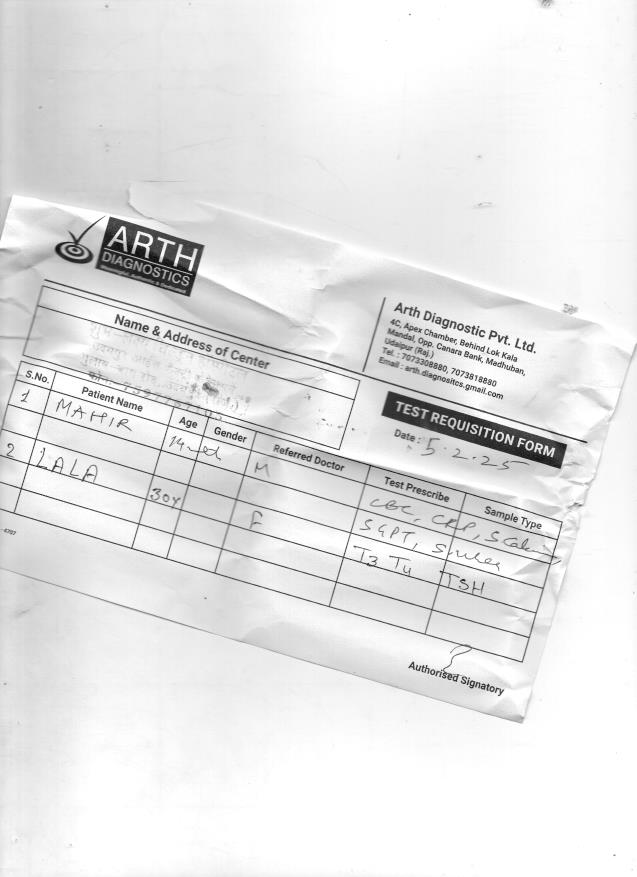 ARTH
DIAGNOSTICS
Meaningful, Authentic & Dedicated
Arth Diagnostic Pvt. Ltd.
4C, Apex Chamber, Behind Lok Kala
Mandal, Opp. Canara Bank, Madhuban,
Udaipur (Raj.)
Tel. : 7073308880, 7073818880
Email : arth.diagnositcs.gmail.com
Name & Address of Center
TEST REQUISITION FORM
Date : 5.2.25
S.No. Patient Name Age Gender Referred Doctor Test Prescribe Sample Type
1 MAHIR M CBC, CRP,
SGPT,
2 LALA 30Y F T3 T4 TSH
Authorised Signatory